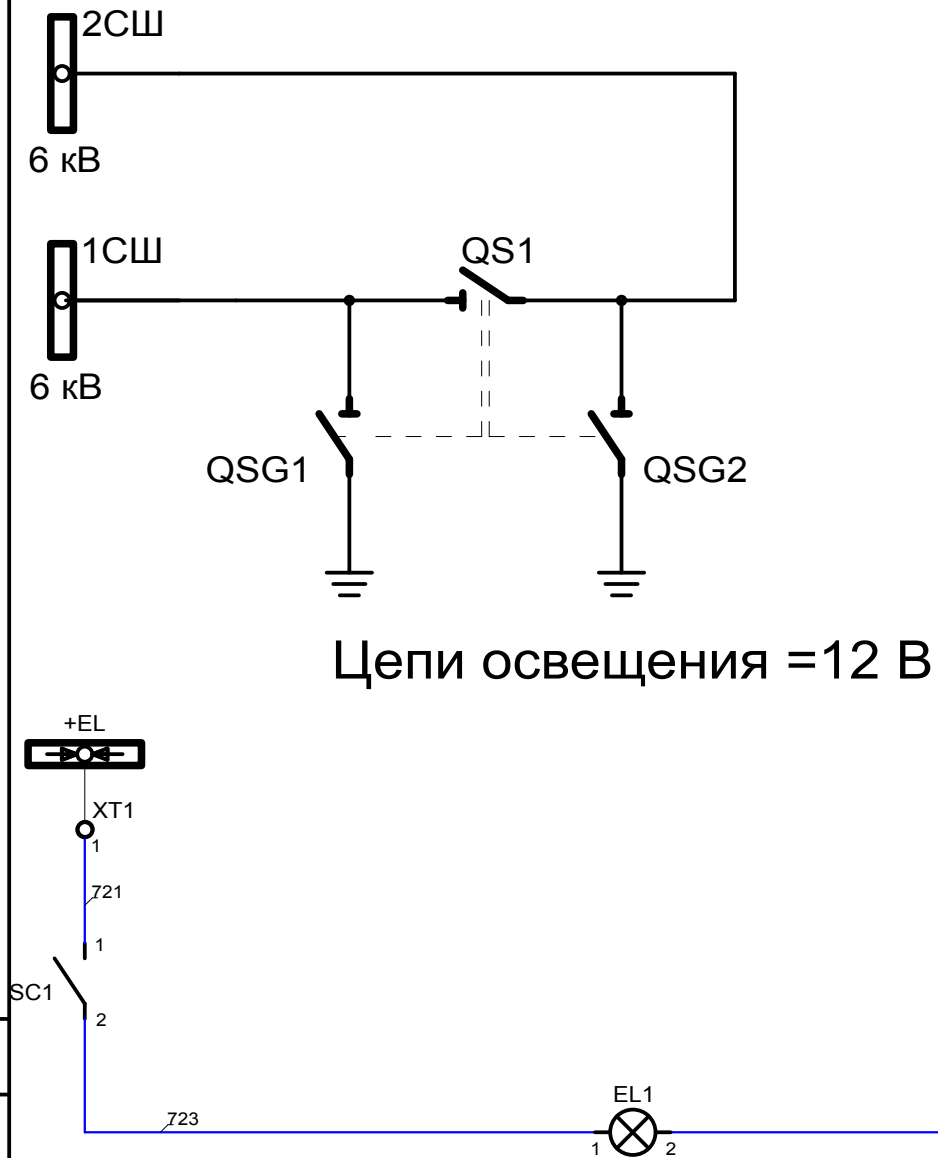 2СШ
6 кВ
1СШ
QS1
6 кВ
QSG1
QSG2
Цепи освещения =12 В
+EL
XT1
1
721
1
SC1
2
723
EL1
1
2